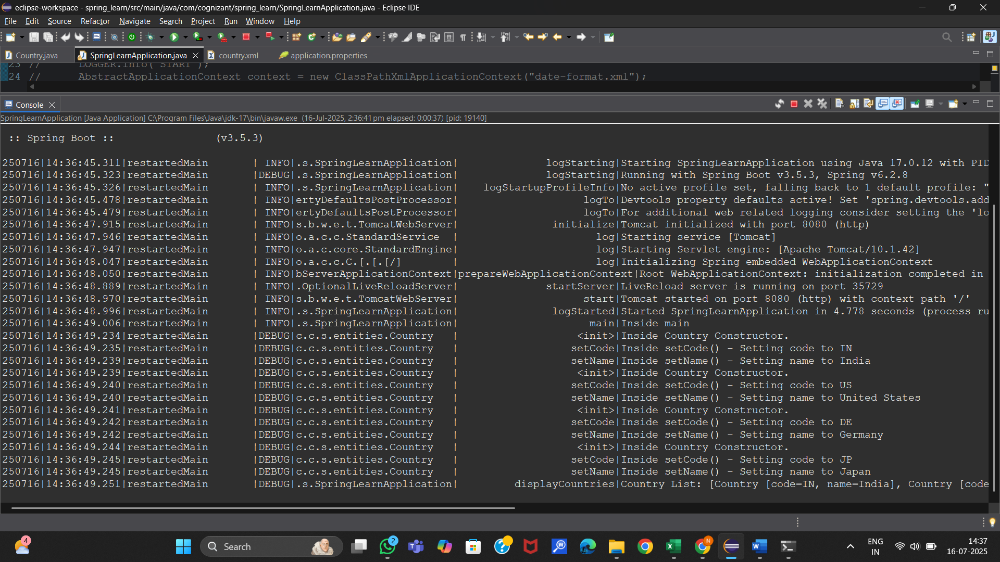 eclipse-workspace - spring_learn/src/main/java/com/cognizant/spring_learn/SpringLearnApplication.java - Eclipse IDE
File Edit Source Refactor Navigate Search Project Run Window Help
Country.java SpringLearnApplication.java country.xml application.properties
23 // LOGGER.info("START");
24 // AbstractApplicationContext context = new ClassPathXmlApplicationContext("date-format.xml");
Console
SpringLearnApplication [Java Application] C:\Program Files\Java\jdk-17\bin\javaw.exe (16-Jul-2025, 2:36:41 pm elapsed: 0:00:37) [pid: 19140]
:: Spring Boot :: (v3.5.3)
250716|14:36:45.311|restartedMain | INFO|.s.SpringLearnApplication| logStarting|Starting SpringLearnApplication using Java 17.0.12 with PID
250716|14:36:45.323|restartedMain |DEBUG|.s.SpringLearnApplication| logStarting|Running with Spring Boot v3.5.3, Spring v6.2.8
250716|14:36:45.326|restartedMain | INFO|.s.SpringLearnApplication| logStartupProfileInfo|No active profile set, falling back to 1 default profile: "
250716|14:36:45.478|restartedMain | INFO|ertyDefaultsPostProcessor| logTo|Devtools property defaults active! Set 'spring.devtools.add
250716|14:36:45.479|restartedMain | INFO|ertyDefaultsPostProcessor| logTo|For additional web related logging consider setting the 'lo
250716|14:36:47.915|restartedMain | INFO|s.b.w.e.t.TomcatWebServer| initialize|Tomcat initialized with port 8080 (http)
250716|14:36:47.946|restartedMain | INFO|o.a.c.c.StandardService | log|Starting service [Tomcat]
250716|14:36:47.947|restartedMain | INFO|o.a.c.core.StandardEngine| log|Starting Servlet engine: [Apache Tomcat/10.1.42]
250716|14:36:48.047|restartedMain | INFO|o.a.c.c.C.[.[.[/] | log|Initializing Spring embedded WebApplicationContext
250716|14:36:48.050|restartedMain | INFO|bServerApplicationContext|prepareWebApplicationContext|Root WebApplicationContext: initialization completed in
250716|14:36:48.889|restartedMain | INFO|.OptionalLiveReloadServer| startServer|LiveReload server is running on port 35729
250716|14:36:48.970|restartedMain | INFO|s.b.w.e.t.TomcatWebServer| start|Tomcat started on port 8080 (http) with context path '/'
250716|14:36:48.996|restartedMain | INFO|.s.SpringLearnApplication| logStarted|Started SpringLearnApplication in 4.778 seconds (process ru
250716|14:36:49.006|restartedMain | INFO|.s.SpringLearnApplication| main|Inside main
250716|14:36:49.234|restartedMain |DEBUG|c.c.s.entities.Country | <init>|Inside Country Constructor.
250716|14:36:49.235|restartedMain |DEBUG|c.c.s.entities.Country | setCode|Inside setCode() - Setting code to IN
250716|14:36:49.239|restartedMain |DEBUG|c.c.s.entities.Country | setName|Inside setName() - Setting name to India
250716|14:36:49.239|restartedMain |DEBUG|c.c.s.entities.Country | <init>|Inside Country Constructor.
250716|14:36:49.240|restartedMain |DEBUG|c.c.s.entities.Country | setCode|Inside setCode() - Setting code to US
250716|14:36:49.240|restartedMain |DEBUG|c.c.s.entities.Country | setName|Inside setName() - Setting name to United States
250716|14:36:49.241|restartedMain |DEBUG|c.c.s.entities.Country | <init>|Inside Country Constructor.
250716|14:36:49.242|restartedMain |DEBUG|c.c.s.entities.Country | setCode|Inside setCode() - Setting code to DE
250716|14:36:49.242|restartedMain |DEBUG|c.c.s.entities.Country | setName|Inside setName() - Setting name to Germany
250716|14:36:49.244|restartedMain |DEBUG|c.c.s.entities.Country | <init>|Inside Country Constructor.
250716|14:36:49.245|restartedMain |DEBUG|c.c.s.entities.Country | setCode|Inside setCode() - Setting code to JP
250716|14:36:49.245|restartedMain |DEBUG|c.c.s.entities.Country | setName|Inside setName() - Setting name to Japan
250716|14:36:49.251|restartedMain |DEBUG|.s.SpringLearnApplication| displayCountries|Country List: [Country [code=IN, name=India], Country [code
4 Search 2 N ENG 14:37
IN 16-07-2025